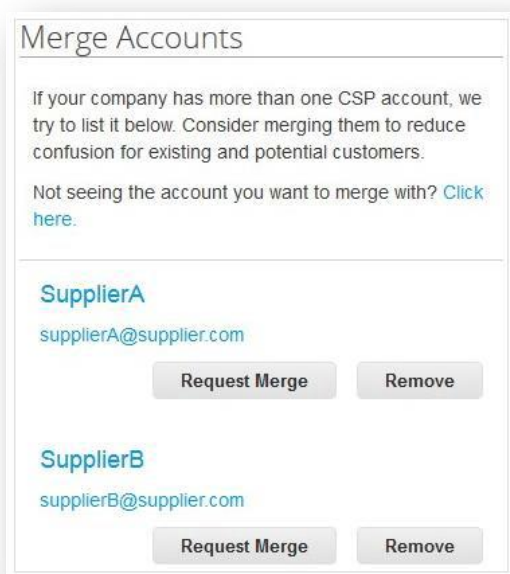 Merge Accounts
If your company has more than one CSP account, we
try to list it below. Consider merging them to reduce
confusion for existing and potential customers.
Not seeing the account you want to merge with? Click
here.
SupplierA
supplierA@supplier.com
Request Merge Remove
SupplierB
supplierB@supplier.com
Request Merge Remove